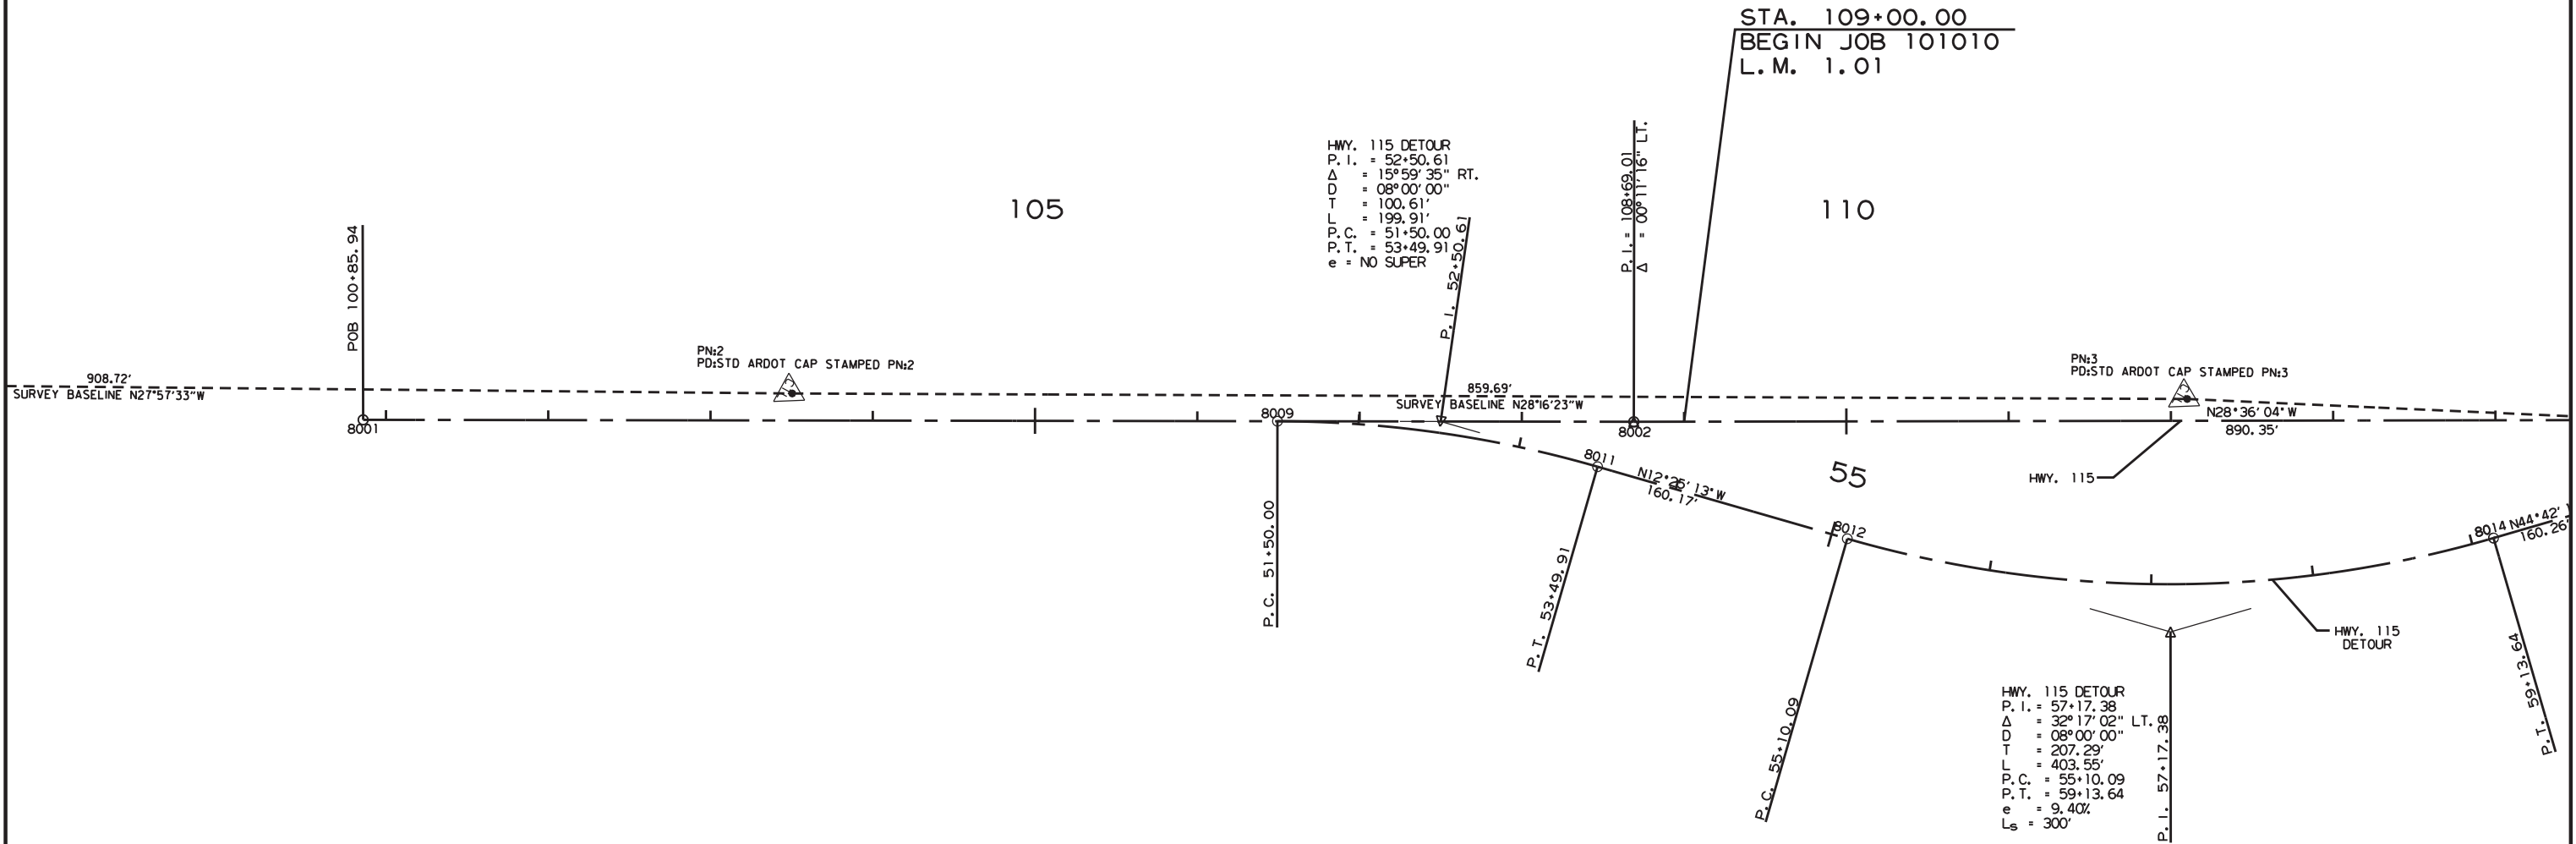 STA. 109+00.00
BEGIN JOB 101010
L.M. 1.01
HWY. 115 DETOUR
P.I. = 52+50.61
Δ = 15°59'35" RT.
D = 08°00'00"
T = 100.61'
L = 199.91'
P.C. = 51+50.00
P.T. = 53+49.91
e = NO SUPER
P.I. 52+50.61
P.I. = 108+69.01
Δ = 00°11'16" LT.
105
110
POB 100+85.94
PN:2
PD:STD ARDOT CAP STAMPED PN:2
PN:3
PD:STD ARDOT CAP STAMPED PN:3
908.72'
SURVEY BASELINE N27°57'33"W
859.69'
SURVEY BASELINE N28°16'23"W
N28°36'04"W
890.35'
8001
8009
8002
8011
N12°25'13"W
160.17'
55
HWY. 115
8012
8014
N44°42'
160.26'
P.C. 51+50.00
P.T. 53+49.91
P.C. 55+10.09
HWY. 115
DETOUR
P.T. 59+13.64
HWY. 115 DETOUR
P.I. = 57+17.38
Δ = 32°17'02" LT.
D = 08°00'00"
T = 207.29'
L = 403.55'
P.C. = 55+10.09
P.T. = 59+13.64
e = 9.40%
Ls = 300'
P.I. 57+17.38